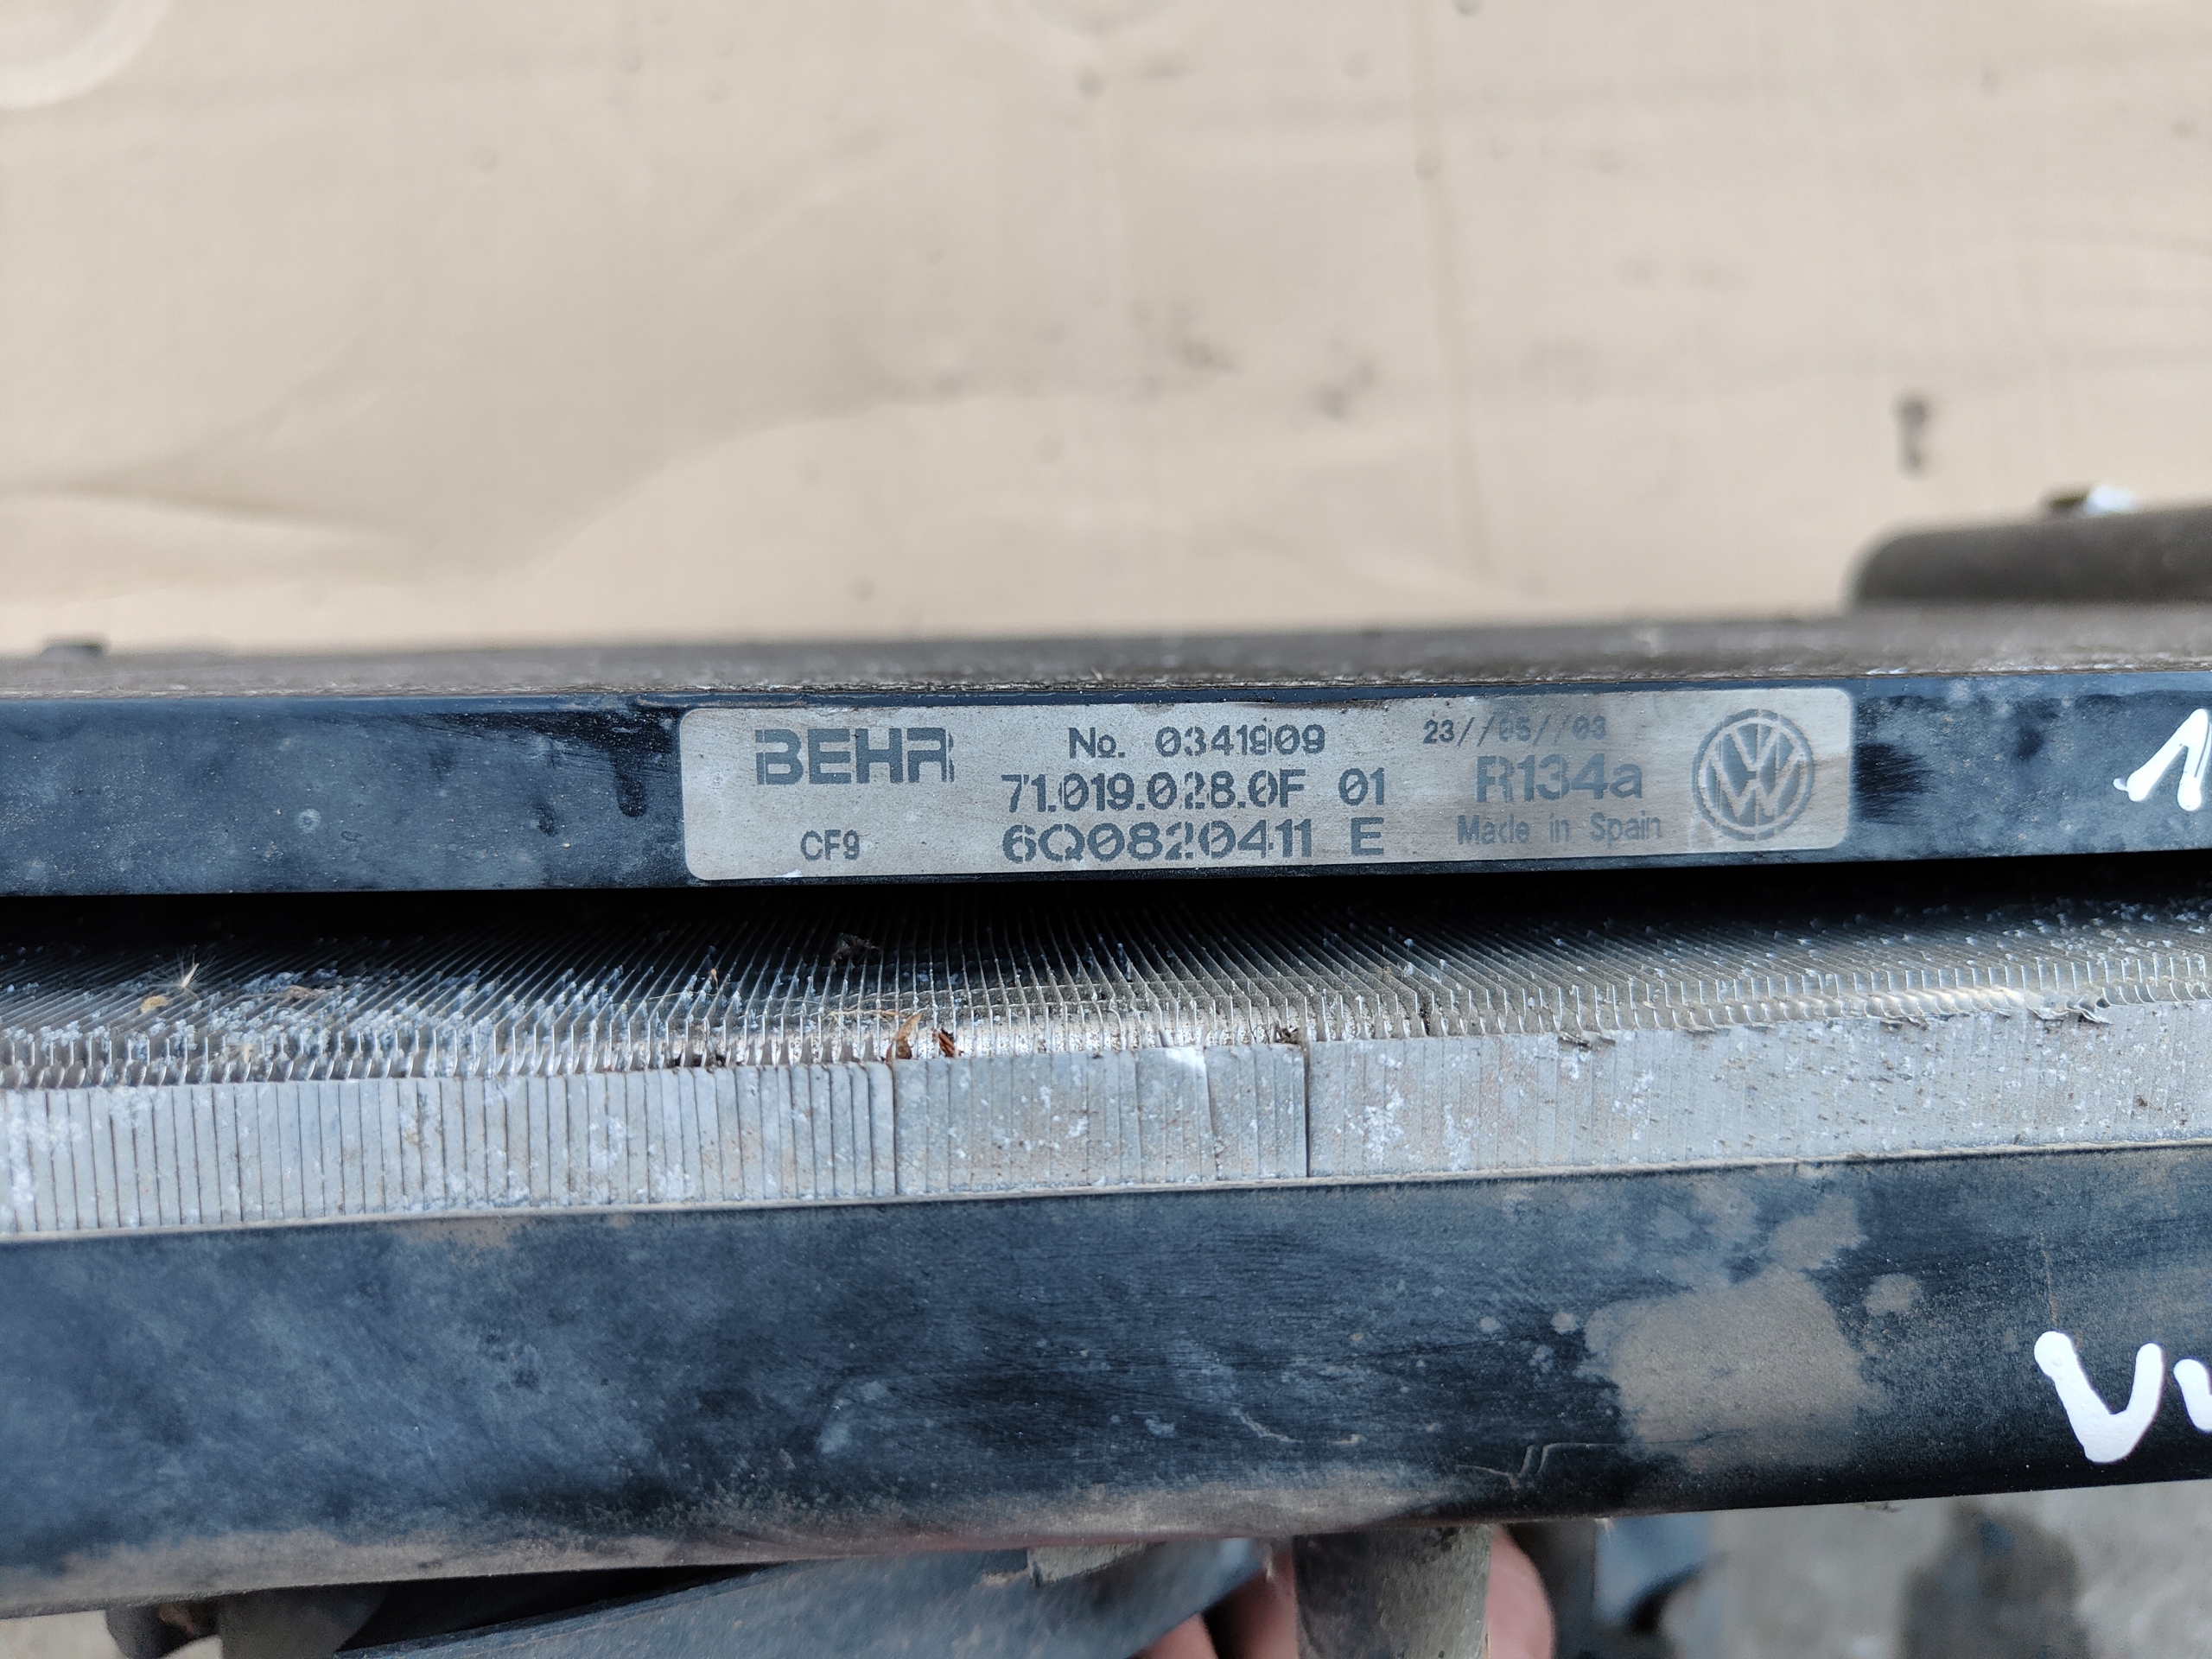 BEHR
No. 0341909
23//05//03
71.019.028.0F 01
R134a
CF9
6Q0820411 E
Made in Spain